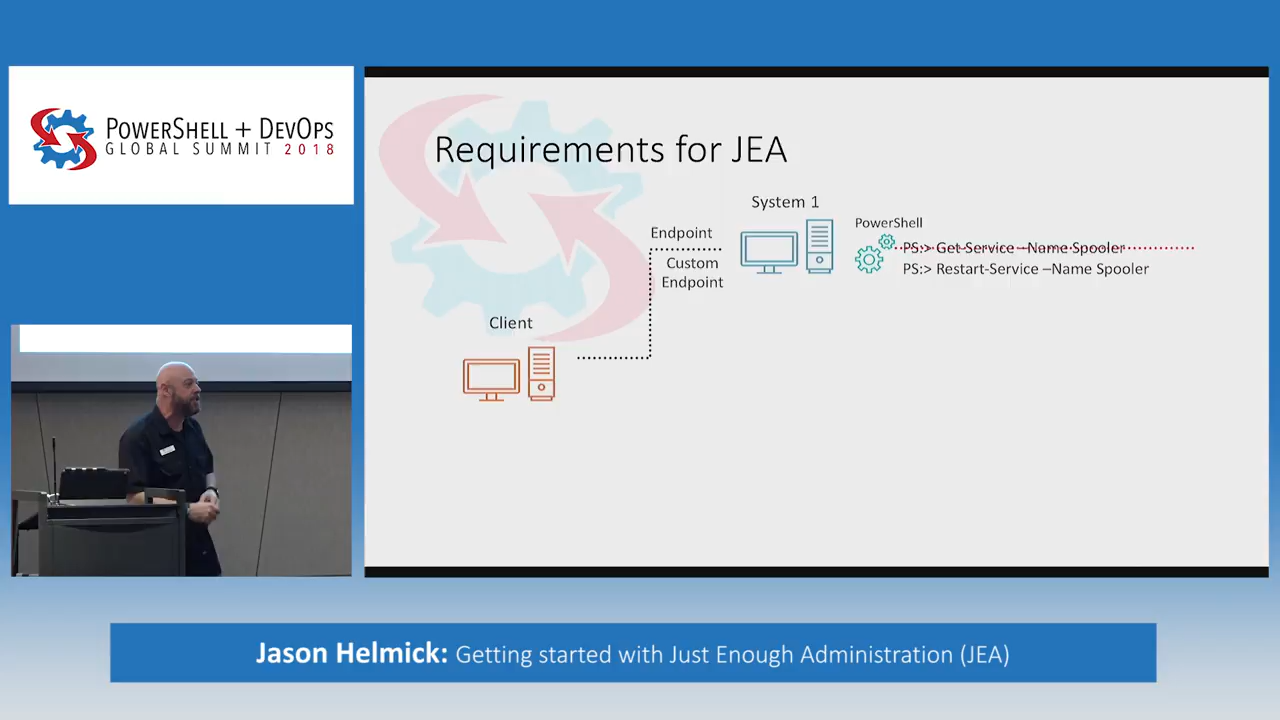 POWERSHELL + DEVOPS
GLOBAL SUMMIT 2018
Requirements for JEA
System 1
Endpoint
Custom
Endpoint
PowerShell
PS:> Get-Service –Name Spooler
PS:> Restart-Service –Name Spooler
Client
Jason Helmick: Getting started with Just Enough Administration (JEA)